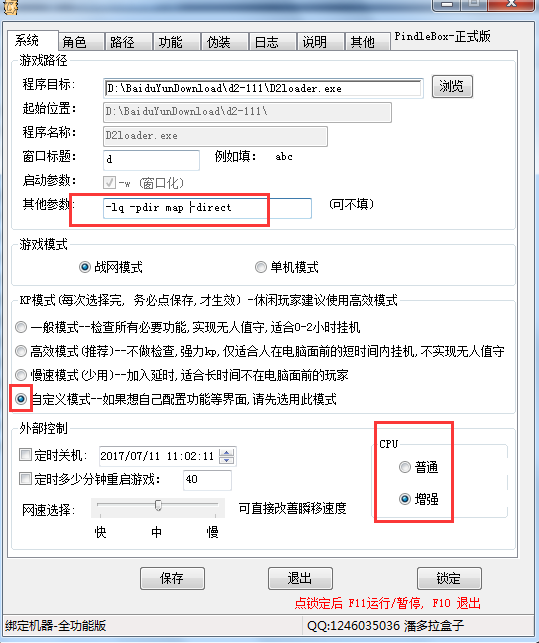 系统 角色 路径 功能 伪装 日志 说明 其他 PindleBox-正式版
游戏路径
程序目标: D:\BaiduYunDownload\d2-111\D2loader.exe 浏览
起始位置: D:\BaiduYunDownload\d2-111\
程序名称: D2loader.exe
窗口标题: d 例如填: abc
启动参数: -w (窗口化)
其他参数: -lq -pdir map -direct (可不填)
游戏模式
战网模式 单机模式
KP模式(每次选择完, 务必点保存,才生效) -休闲玩家建议使用高效模式
一般模式--检查所有必要功能,实现无人值守,适合0-2小时挂机
高效模式(推荐)--不做检查,强力kp,仅适合人在电脑面前的短时间内挂机,不实现无人值守
慢速模式(少用)--加入延时,适合长时间不在电脑面前的玩家
自定义模式--如果想自己配置功能等界面,请先选用此模式
外部控制
定时关机: 2017/07/11 11:02:11
定时多少分钟重启游戏: 40
网速选择: 可直接改善瞬移速度
快 中 慢
CPU
普通
增强
保存 退出 锁定
点锁定后 F11运行/暂停, F10 退出
绑定机器-全功能版 QQ:1246035036 潘多拉盒子